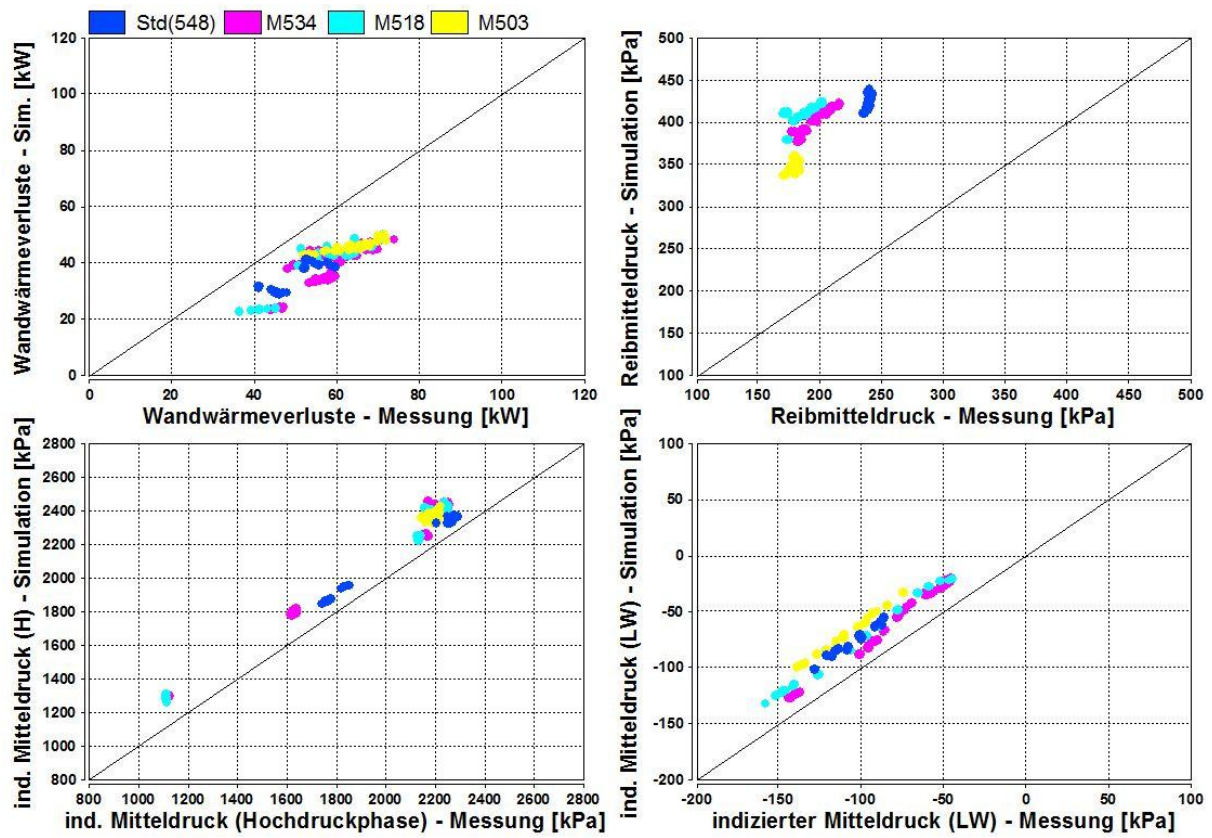 Std(548) M534 M518 M503
Wandwärmeverluste - Sim. [kW]
120
100
80
60
40
20
0
0 20 40 60 80 100 120
Wandwärmeverluste - Messung [kW]
Reibmitteldruck - Simulation [kPa]
500
450
400
350
300
250
200
150
100
100 150 200 250 300 350 400 450 500
Reibmitteldruck - Messung [kPa]
ind. Mitteldruck (H) - Simulation [kPa]
2800
2600
2400
2200
2000
1800
1600
1400
1200
1000
800
800 1000 1200 1400 1600 1800 2000 2200 2400 2600 2800
ind. Mitteldruck (Hochdruckphase) - Messung [kPa]
ind. Mitteldruck (LW) - Simulation [kPa]
100
50
0
-50
-100
-150
-200
-200 -150 -100 -50 0 50 100
indizierter Mitteldruck (LW) - Messung [kPa]